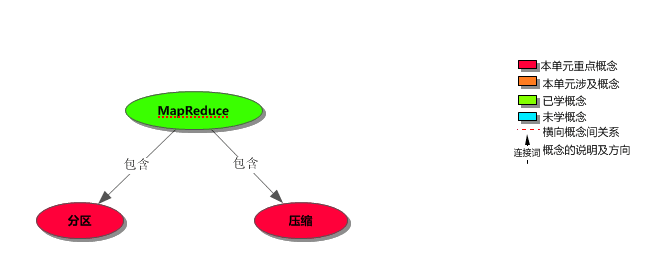 MapReduce
包含
包含
分区
压缩
本单元重点概念
本单元涉及概念
已学概念
未学概念
横向概念间关系
连接词
概念的说明及方向